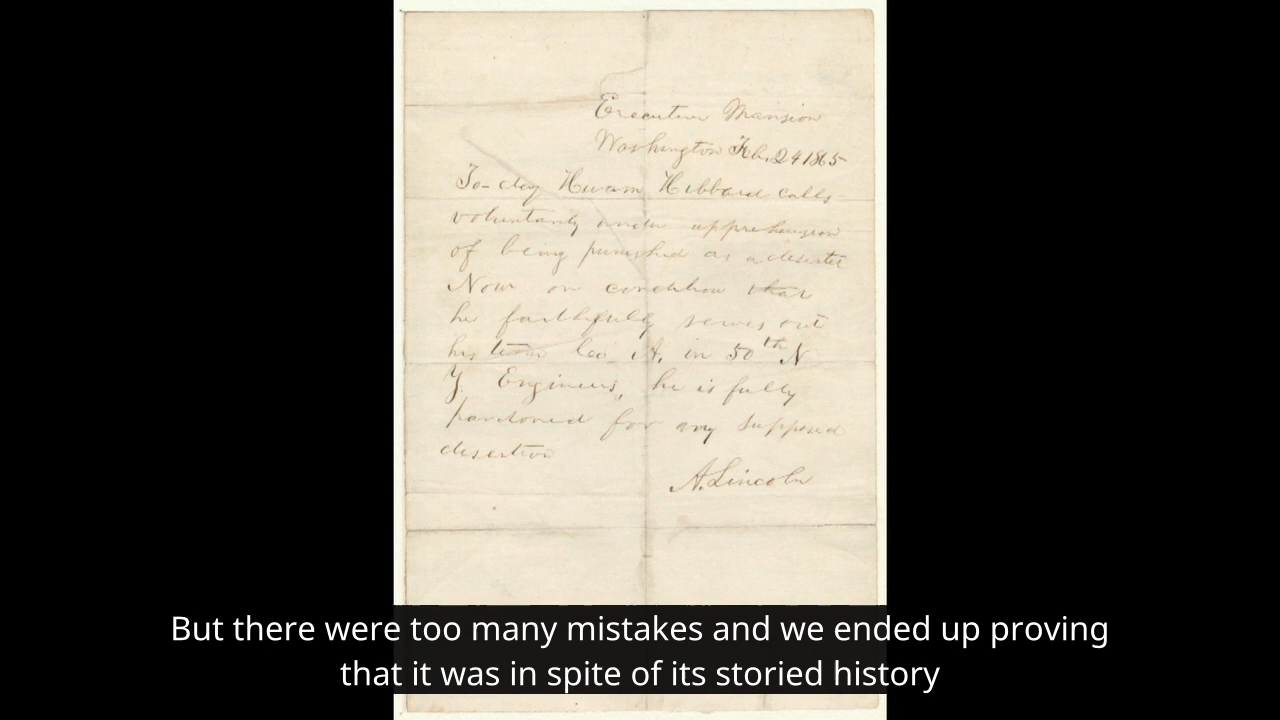 Executive Mansion
Washington Feb. 24 1865
To-day Hiram Hibbard calls
voluntarily under apprehension
of being punished as a deserter
Now on condition that
he faithfully serves out
his term Co A. in 50th N
Y. Engineers, he is fully
pardoned for any supposed
desertion
A. Lincoln
But there were too many mistakes and we ended up proving
that it was in spite of its storied history